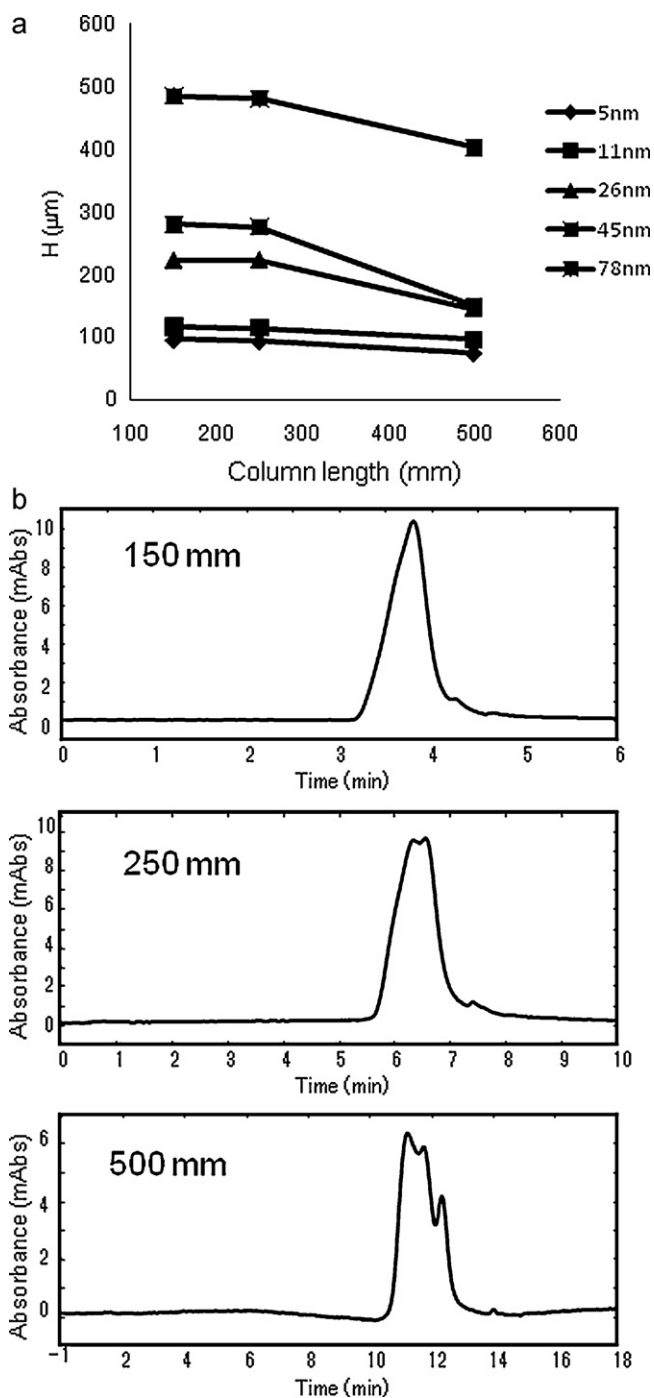 a
600
500
400
300
200
100
0
H (μm)
100 200 300 400 500 600
Column length (mm)
5nm
11nm
26nm
45nm
78nm
b
150 mm
Absorbance (mAbs)
10
8
6
4
2
0
0 1 2 3 4 5 6
Time (min)
250 mm
Absorbance (mAbs)
10
8
6
4
2
0
0 1 2 3 4 5 6 7 8 9 10
Time (min)
500 mm
Absorbance (mAbs)
6
4
2
0
-1 2 4 6 8 10 12 14 16 18
Time (min)